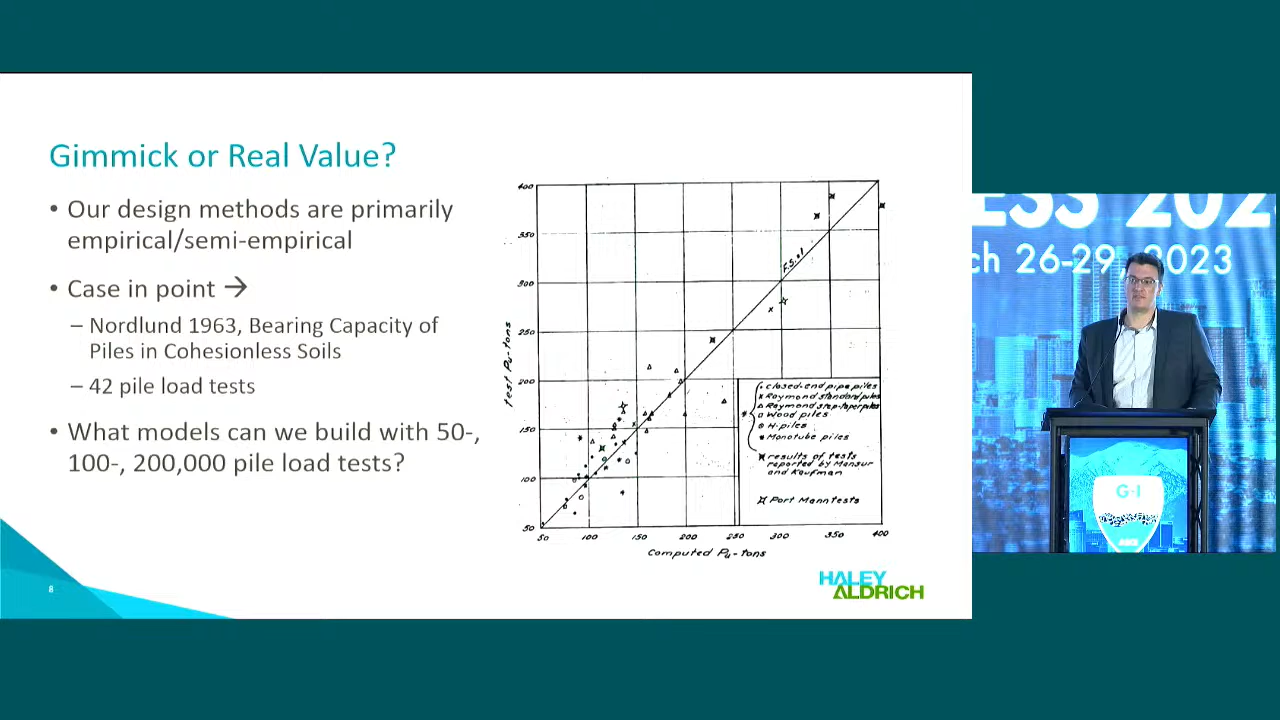 Gimmick or Real Value?
• Our design methods are primarily
empirical/semi-empirical
• Case in point →
– Nordlund 1963, Bearing Capacity of
Piles in Cohesionless Soils
– 42 pile load tests
• What models can we build with 50-,
100-, 200,000 pile load tests?
8
400
350
300
250
200
150
100
50
test Pu-tons
F.S.=1
closed-end pipe piles
Raymond standard piles
Raymond step-taper piles
Wood piles
H-piles
Monotube piles
results of tests
reported by Mansur
and Kaufman
Port Mann tests
50 100 150 200 250 300 350 400
Computed Pu-tons
HALEY
ALDRICH
ESS 202
ch 26-29, 2023
G-I